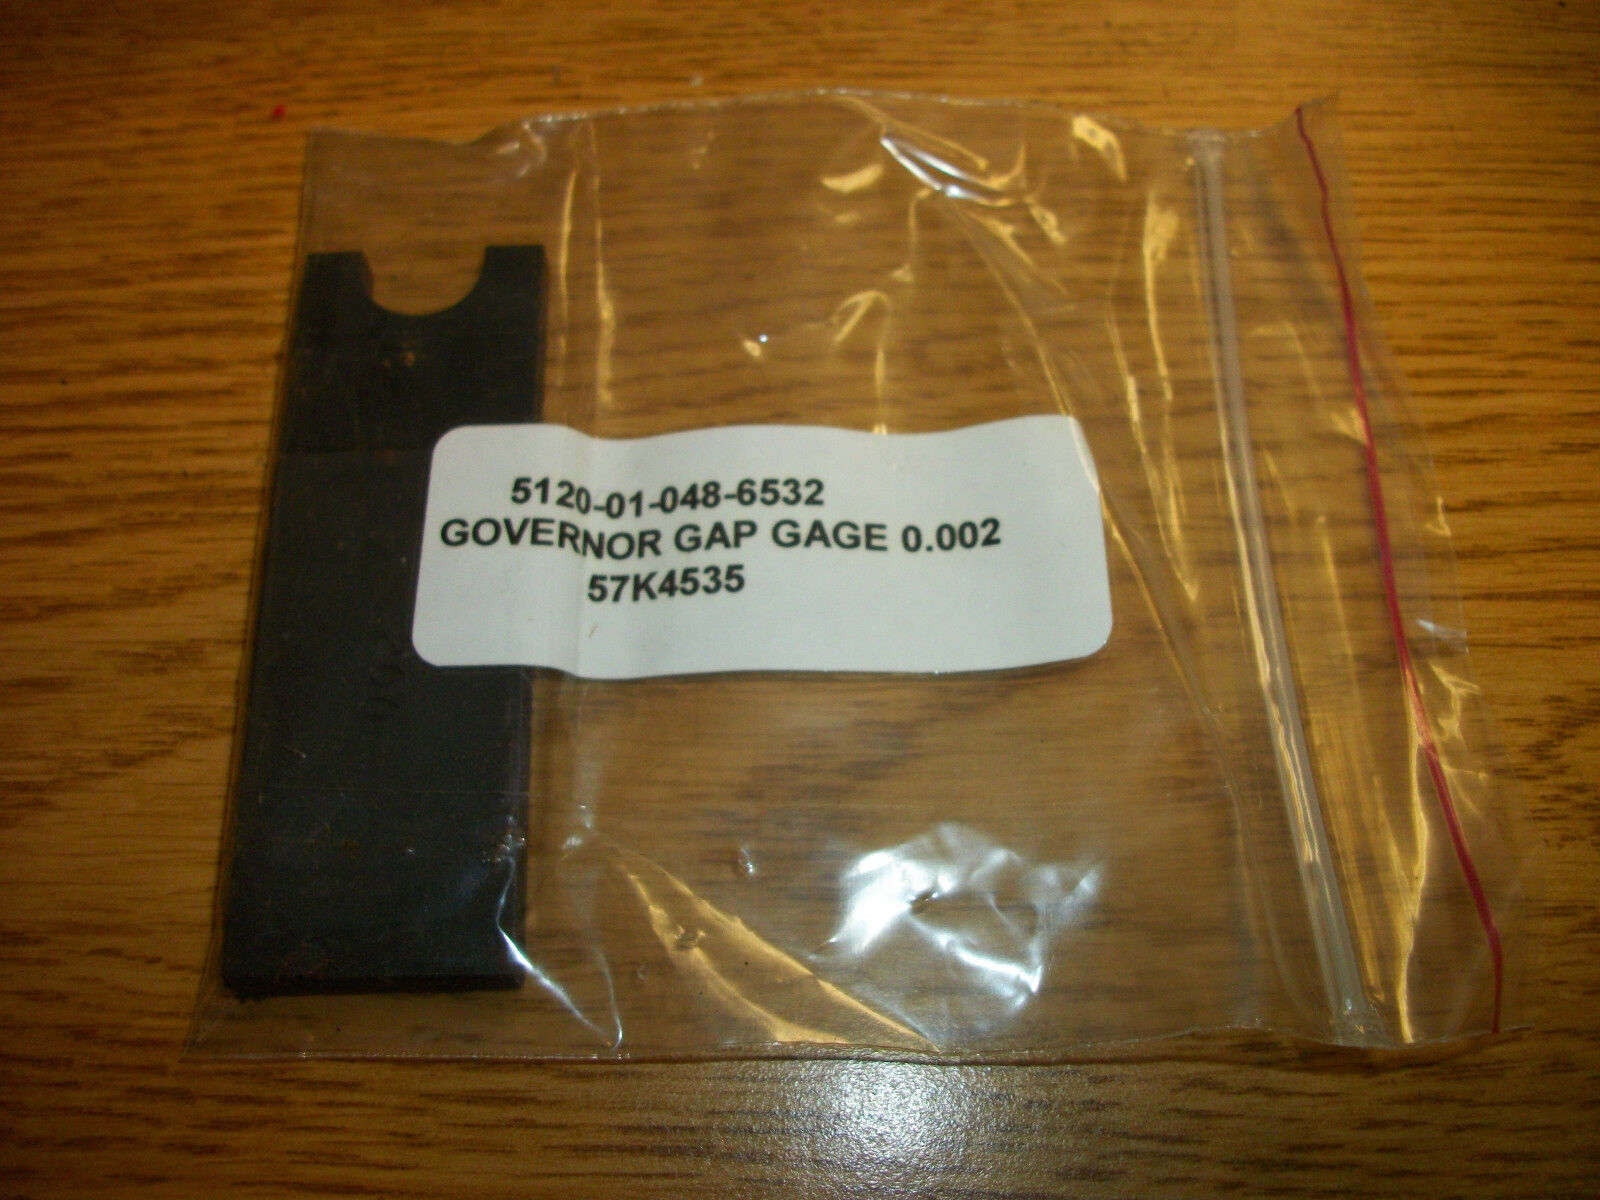 5120-01-048-6532
GOVERNOR GAP GAGE 0.002
57K4535